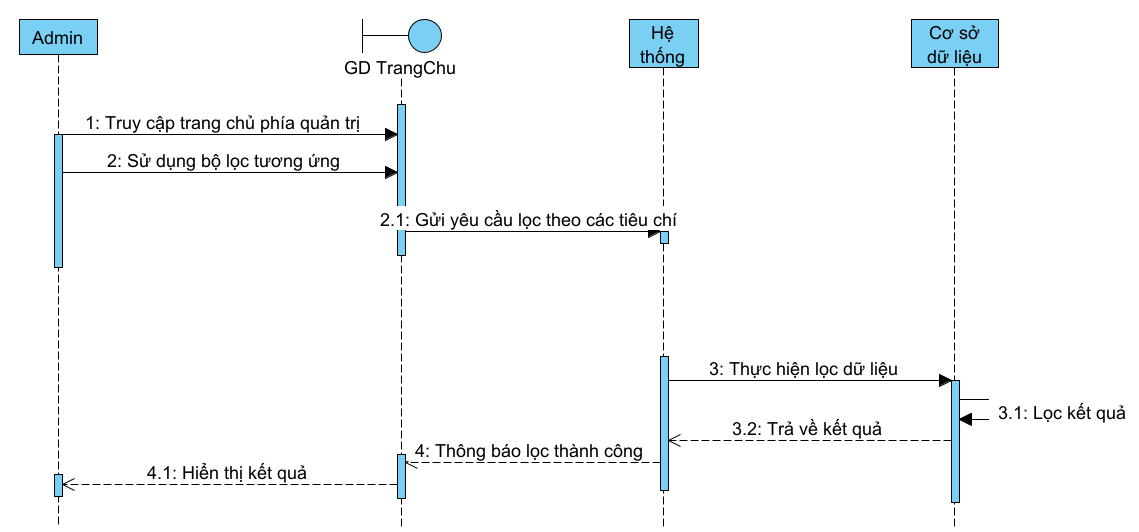 Admin
GD TrangChu
Hệ
thống
Cơ sở
dữ liệu
1: Truy cập trang chủ phía quản trị
2: Sử dụng bộ lọc tương ứng
2.1: Gửi yêu cầu lọc theo các tiêu chí
3: Thực hiện lọc dữ liệu
3.1: Lọc kết quả
3.2: Trả về kết quả
4: Thông báo lọc thành công
4.1: Hiển thị kết quả